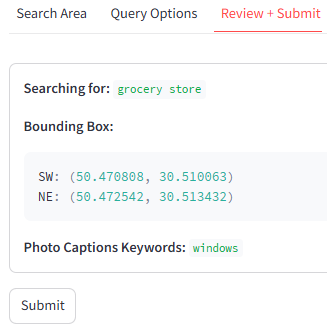 Search Area Query Options Review + Submit
Searching for: grocery store
Bounding Box:
SW: (50.470808, 30.510063)
NE: (50.472542, 30.513432)
Photo Captions Keywords: windows
Submit